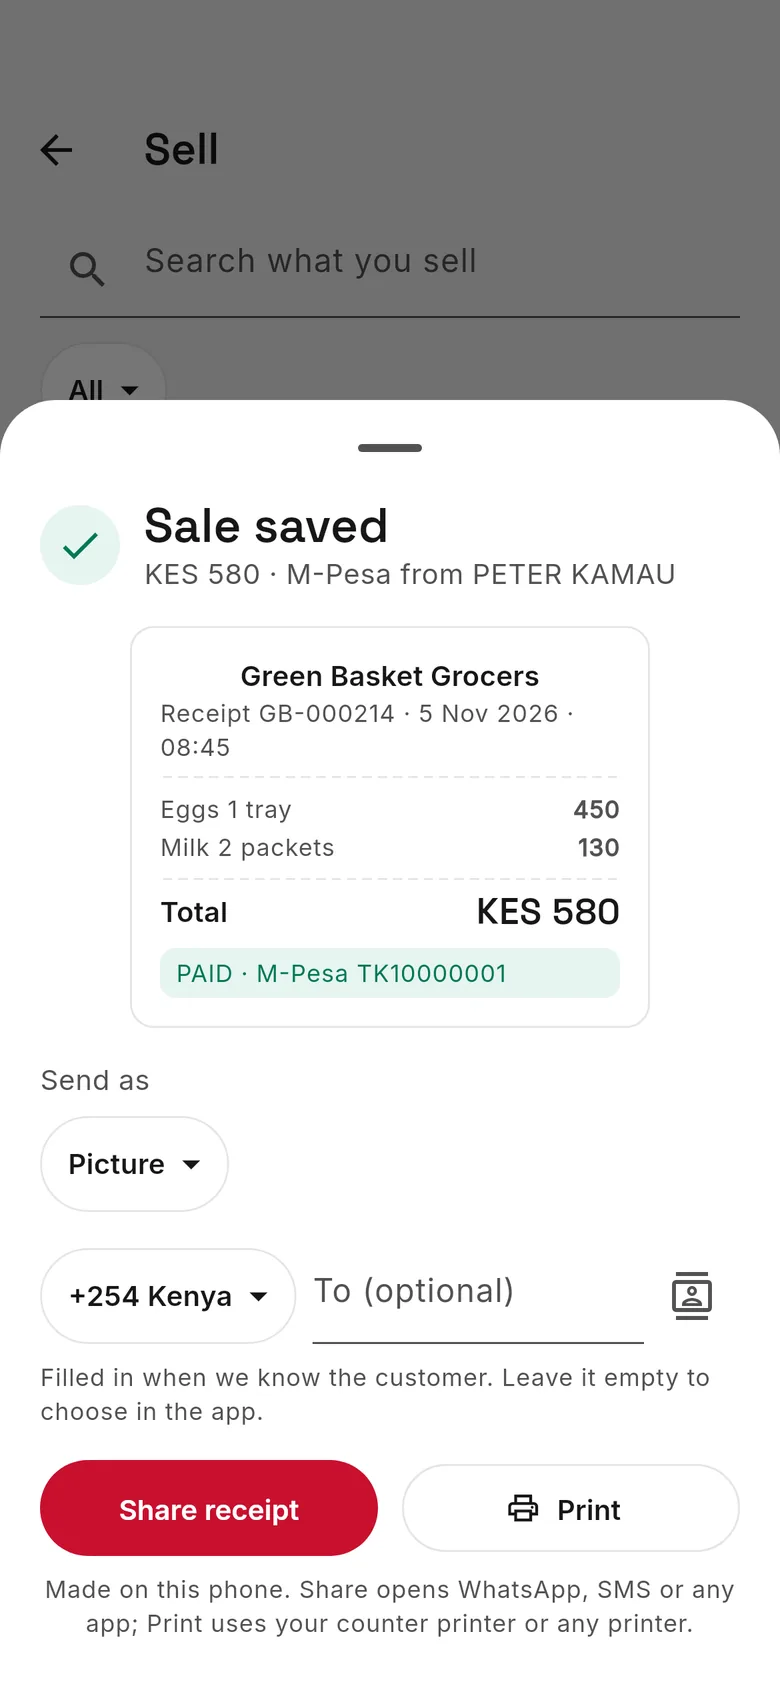 Sell
Search what you sell
All
Sale saved
KES 580 · M-Pesa from PETER KAMAU
Green Basket Grocers
Receipt GB-000214 · 5 Nov 2026 ·
08:45
Eggs 1 tray 450
Milk 2 packets 130
Total KES 580
PAID · M-Pesa TK10000001
Send as
Picture
+254 Kenya To (optional)
Filled in when we know the customer. Leave it empty to
choose in the app.
Share receipt Print
Made on this phone. Share opens WhatsApp, SMS or any
app; Print uses your counter printer or any printer.